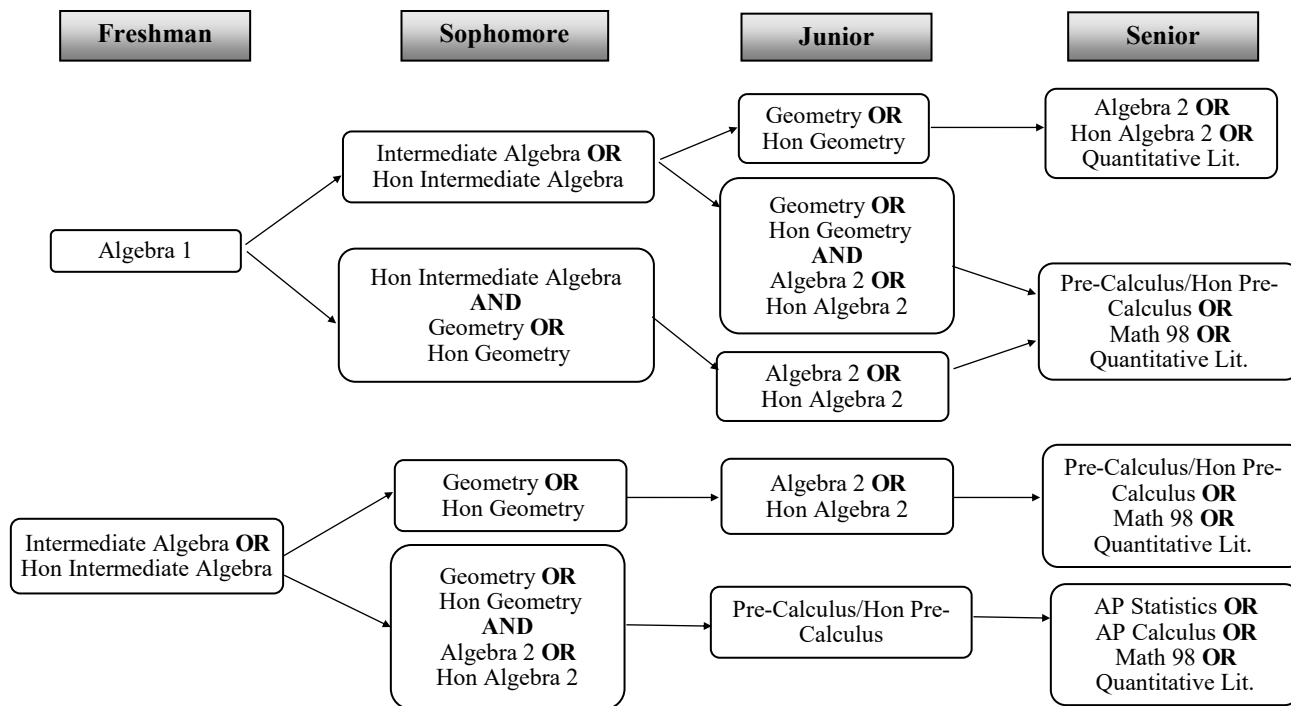 Freshman
Sophomore
Junior
Senior
Algebra 1
Intermediate Algebra OR
Hon Intermediate Algebra
Geometry OR
Hon Geometry
Algebra 2 OR
Hon Algebra 2 OR
Quantitative Lit.
Geometry OR
Hon Geometry
AND
Algebra 2 OR
Hon Algebra 2
Hon Intermediate Algebra
AND
Geometry OR
Hon Geometry
Algebra 2 OR
Hon Algebra 2
Pre-Calculus/Hon Pre-
Calculus OR
Math 98 OR
Quantitative Lit.
Intermediate Algebra OR
Hon Intermediate Algebra
Geometry OR
Hon Geometry
Algebra 2 OR
Hon Algebra 2
Pre-Calculus/Hon Pre-
Calculus OR
Math 98 OR
Quantitative Lit.
Geometry OR
Hon Geometry
AND
Algebra 2 OR
Hon Algebra 2
Pre-Calculus/Hon Pre-
Calculus
AP Statistics OR
AP Calculus OR
Math 98 OR
Quantitative Lit.